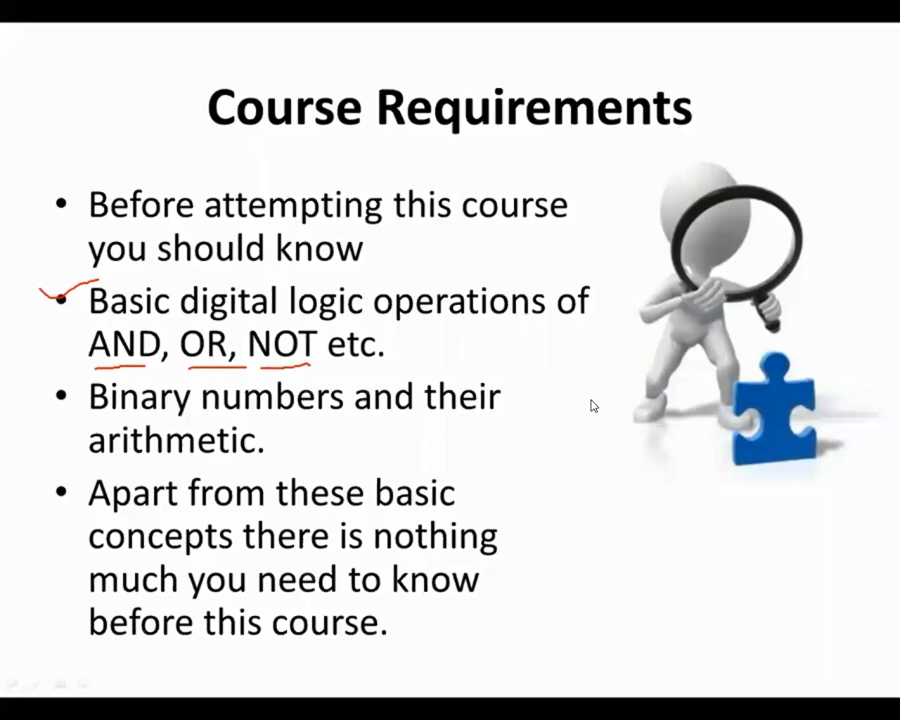 Course Requirements
• Before attempting this course
you should know
• Basic digital logic operations of
AND, OR, NOT etc.
• Binary numbers and their
arithmetic.
• Apart from these basic
concepts there is nothing
much you need to know
before this course.